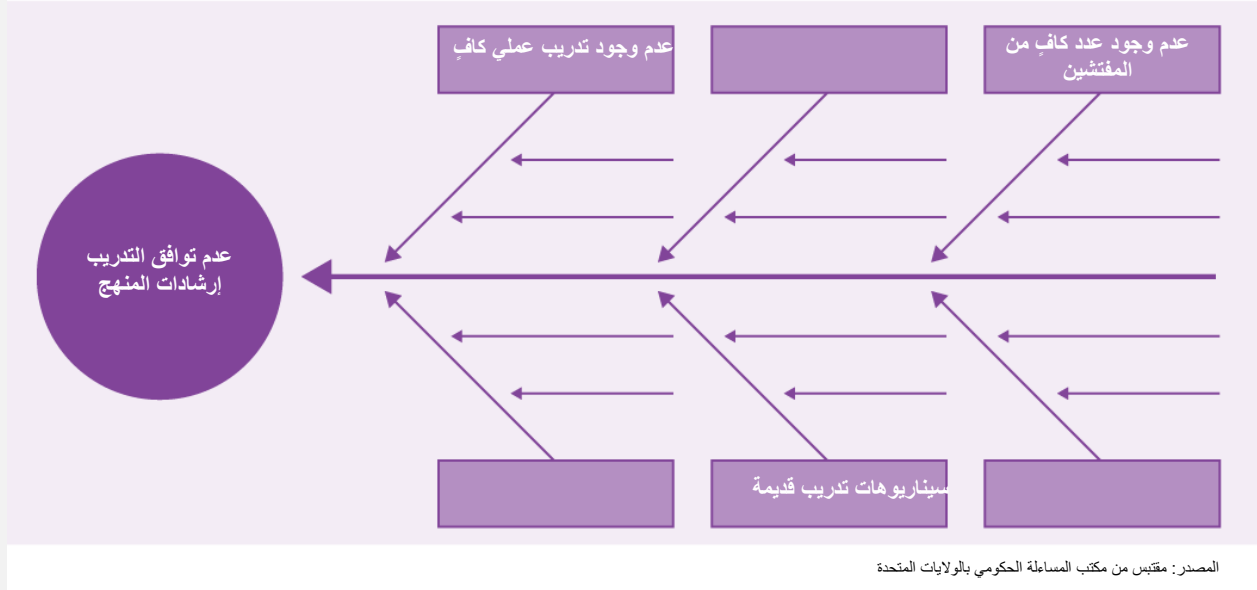 عدم وجود عدد كافٍ من
المفتشين
عدم وجود تدريب عملي كافٍ
عدم توافق التدريب
إرشادات المنهج
سيناريوهات تدريب قديمة
المصدر: مقتبس من مكتب المساءلة الحكومي بالولايات المتحدة